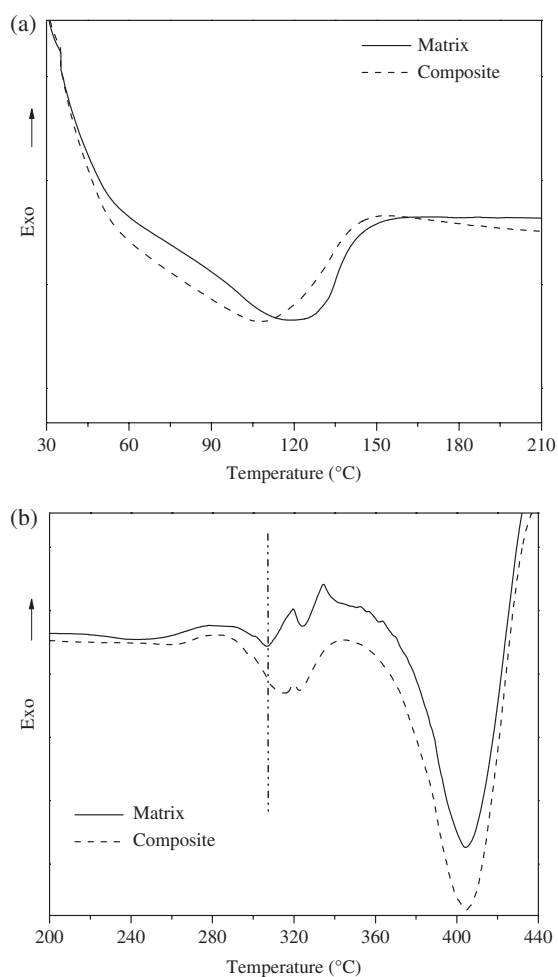 (a)
Matrix
Composite
Exo
30 60 90 120 150 180 210
Temperature (°C)
(b)
Exo
Matrix
Composite
200 240 280 320 360 400 440
Temperature (°C)